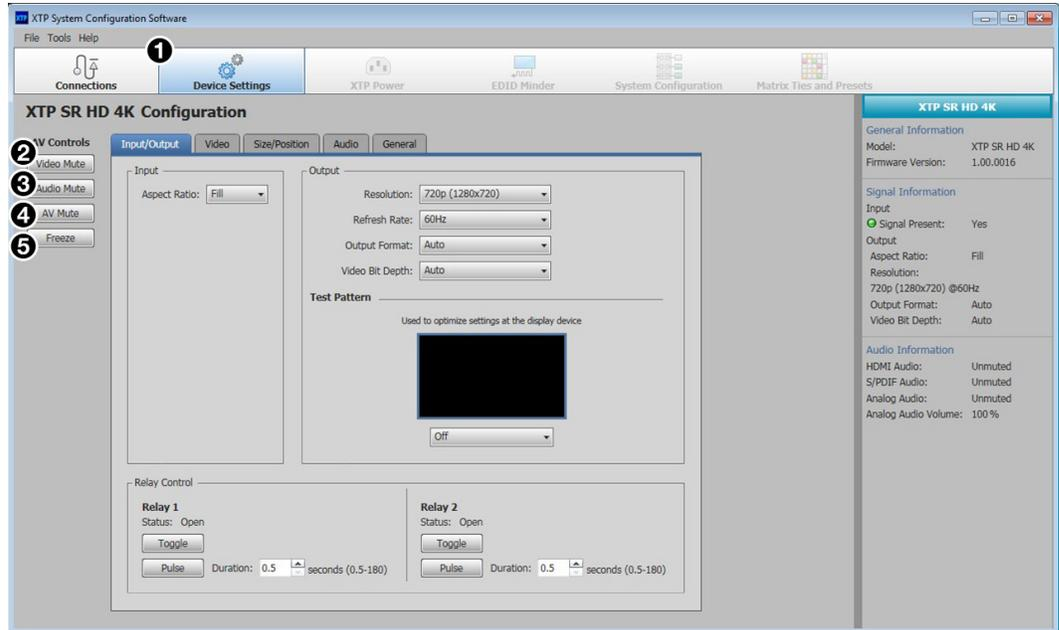 XTP XTP System Configuration Software
File Tools Help
1
Connections Device Settings XTP Power EDID Minder System Configuration Matrix Ties and Presets
XTP SR HD 4K Configuration
AV Controls
2 Video Mute
3 Audio Mute
4 AV Mute
5 Freeze
Input/Output Video Size/Position Audio General
Input
Aspect Ratio: Fill
Output
Resolution: 720p (1280x720)
Refresh Rate: 60Hz
Output Format: Auto
Video Bit Depth: Auto
Test Pattern
Used to optimize settings at the display device
Off
Relay Control
Relay 1
Status: Open
Toggle
Pulse Duration: 0.5 seconds (0.5-180)
Relay 2
Status: Open
Toggle
Pulse Duration: 0.5 seconds (0.5-180)
XTP SR HD 4K
General Information
Model: XTP SR HD 4K
Firmware Version: 1.00.0016
Signal Information
Input
Signal Present: Yes
Output
Aspect Ratio: Fill
Resolution:
720p (1280x720) @60Hz
Output Format: Auto
Video Bit Depth: Auto
Audio Information
HDMI Audio: Unmuted
S/PDIF Audio: Unmuted
Analog Audio: Unmuted
Analog Audio Volume: 100 %